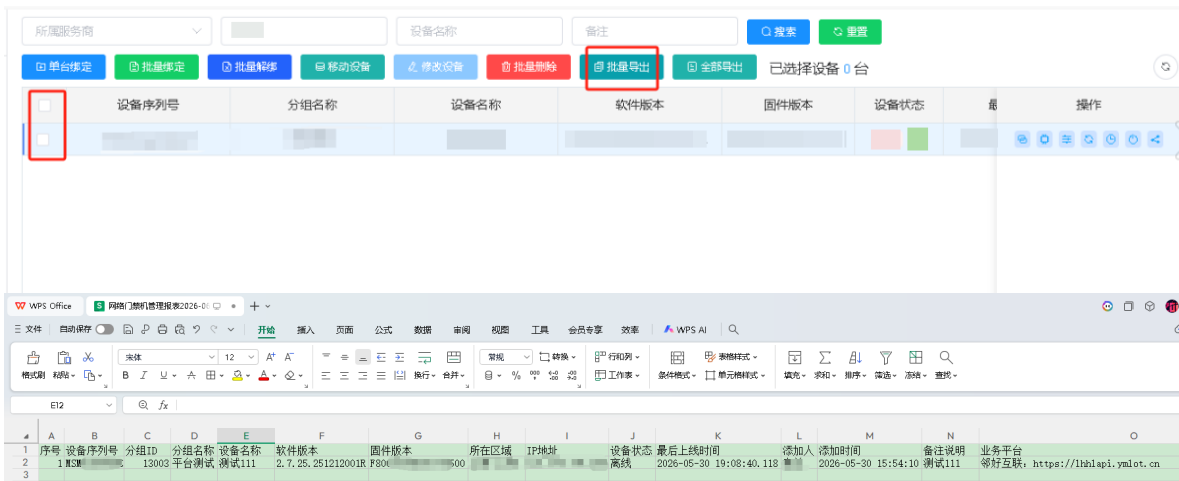 所属服务商 设备名称 备注 搜索 重置
单台绑定 批量绑定 批量解绑 移动设备 修改设备 批量删除 批量导出 全部导出 已选择设备 0 台
设备序列号 分组名称 设备名称 软件版本 固件版本 设备状态 操作
WPS Office 网络门禁机管理报表2026-0
文件 自动保存 开始 插入 页面 公式 数据 审阅 视图 工具 会员专享 效率 WPS AI
格式刷 粘贴 宋体 12 A+ A- 换行 合并 常规 转换 行和列 工作表 条件格式 表格样式 单元格样式 填充 求和 排序 筛选 冻结 查找
B I U A
E12 fx
A B C D E F G H I J K L M N O
1 序号 设备序列号 分组ID 分组名称 设备名称 软件版本 固件版本 所在区域 IP地址 设备状态 最后上线时间 添加人 添加时间 备注说明 业务平台
2 1 MSM 13003 平台测试 测试111 2.7.25.251212001R F800 500 离线 2026-05-30 19:08:40.118 2026-05-30 15:54:10 测试111 邻好互联：https://lhhlapi.ymlot.cn
3